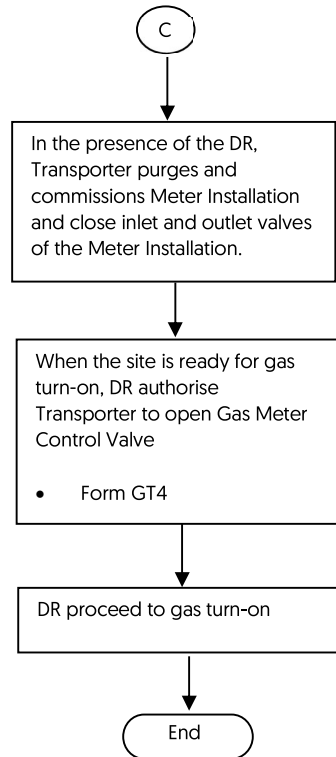 C
In the presence of the DR,
Transporter purges and
commissions Meter Installation
and close inlet and outlet valves
of the Meter Installation.
When the site is ready for gas
turn-on, DR authorise
Transporter to open Gas Meter
Control Valve
• Form GT4
DR proceed to gas turn-on
End